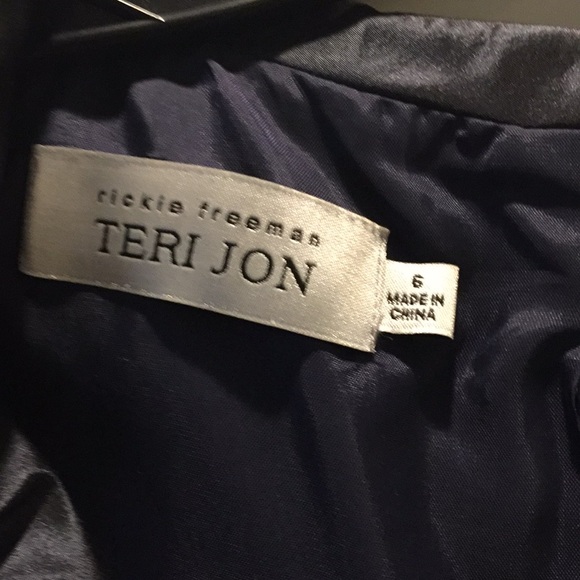 rickie freeman
TERI JON
6
MADE IN
CHINA